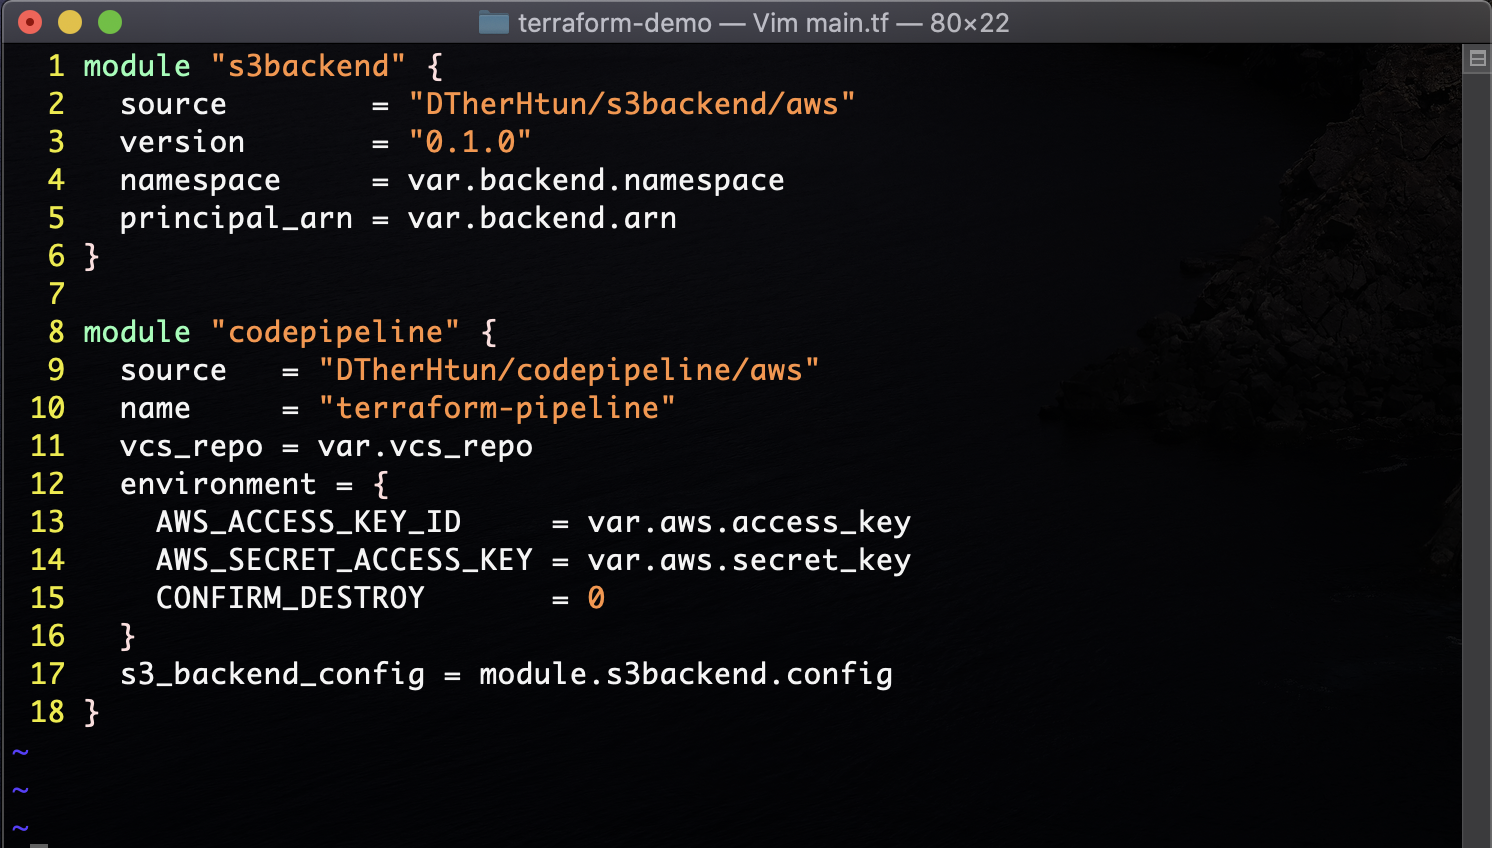 terraform-demo — Vim main.tf — 80×22
1 module "s3backend" {
2   source        = "DTherHtun/s3backend/aws"
3   version       = "0.1.0"
4   namespace     = var.backend.namespace
5   principal_arn = var.backend.arn
6 }
7
8 module "codepipeline" {
9   source   = "DTherHtun/codepipeline/aws"
10   name     = "terraform-pipeline"
11   vcs_repo = var.vcs_repo
12   environment = {
13     AWS_ACCESS_KEY_ID     = var.aws.access_key
14     AWS_SECRET_ACCESS_KEY = var.aws.secret_key
15     CONFIRM_DESTROY       = 0
16   }
17   s3_backend_config = module.s3backend.config
18 }
~
~
~